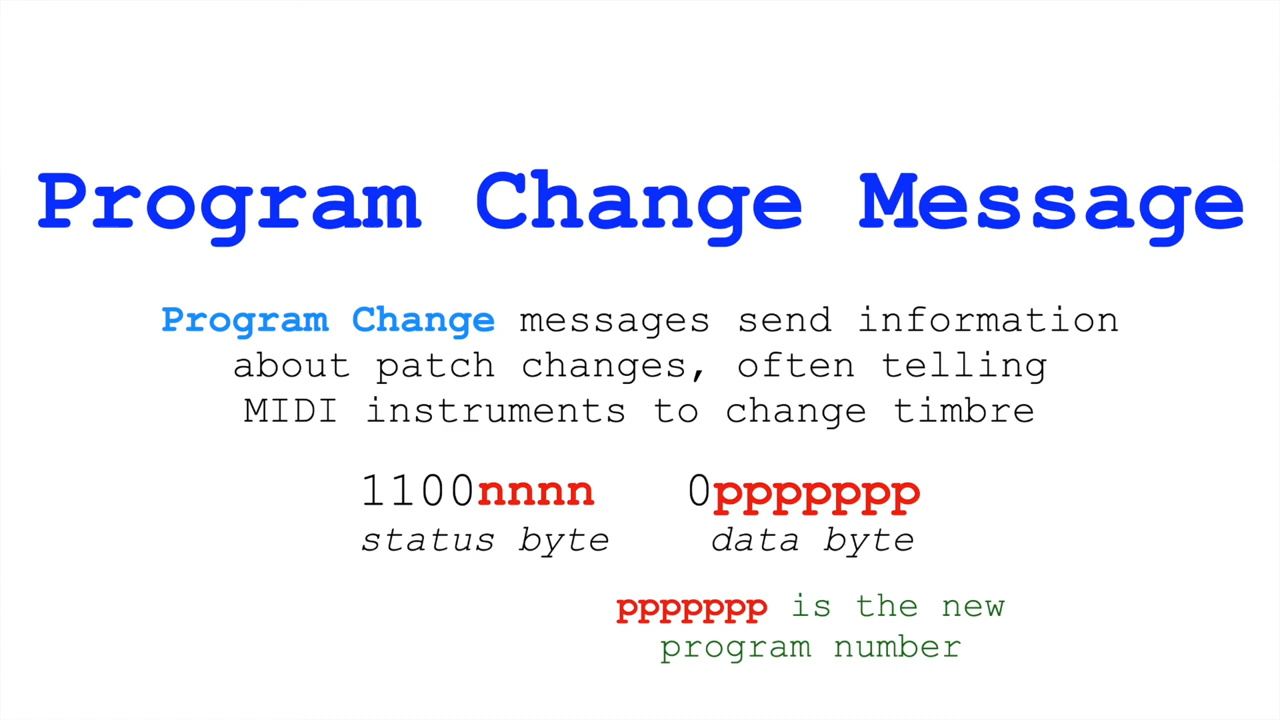 Program Change Message
Program Change messages send information
about patch changes, often telling
MIDI instruments to change timbre
1100nnnn 0ppppppp
status byte data byte
ppppppp is the new
program number